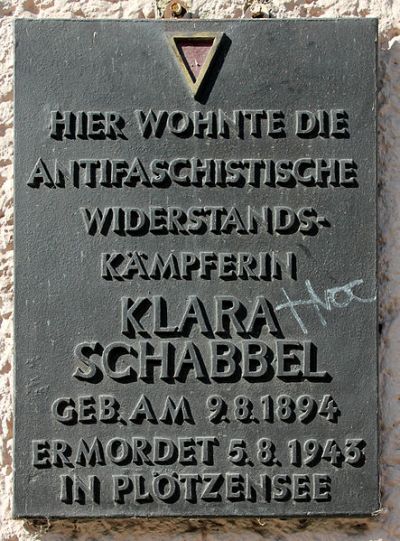 HIER WOHNTE DIE
ANTIFASCHISTISCHE
WIDERSTANDS-
KÄMPFERIN
KLARA
SCHABBEL
GEB. AM 9.8.1894
ERMORDET 5.8.1943
IN PLÖTZENSEE